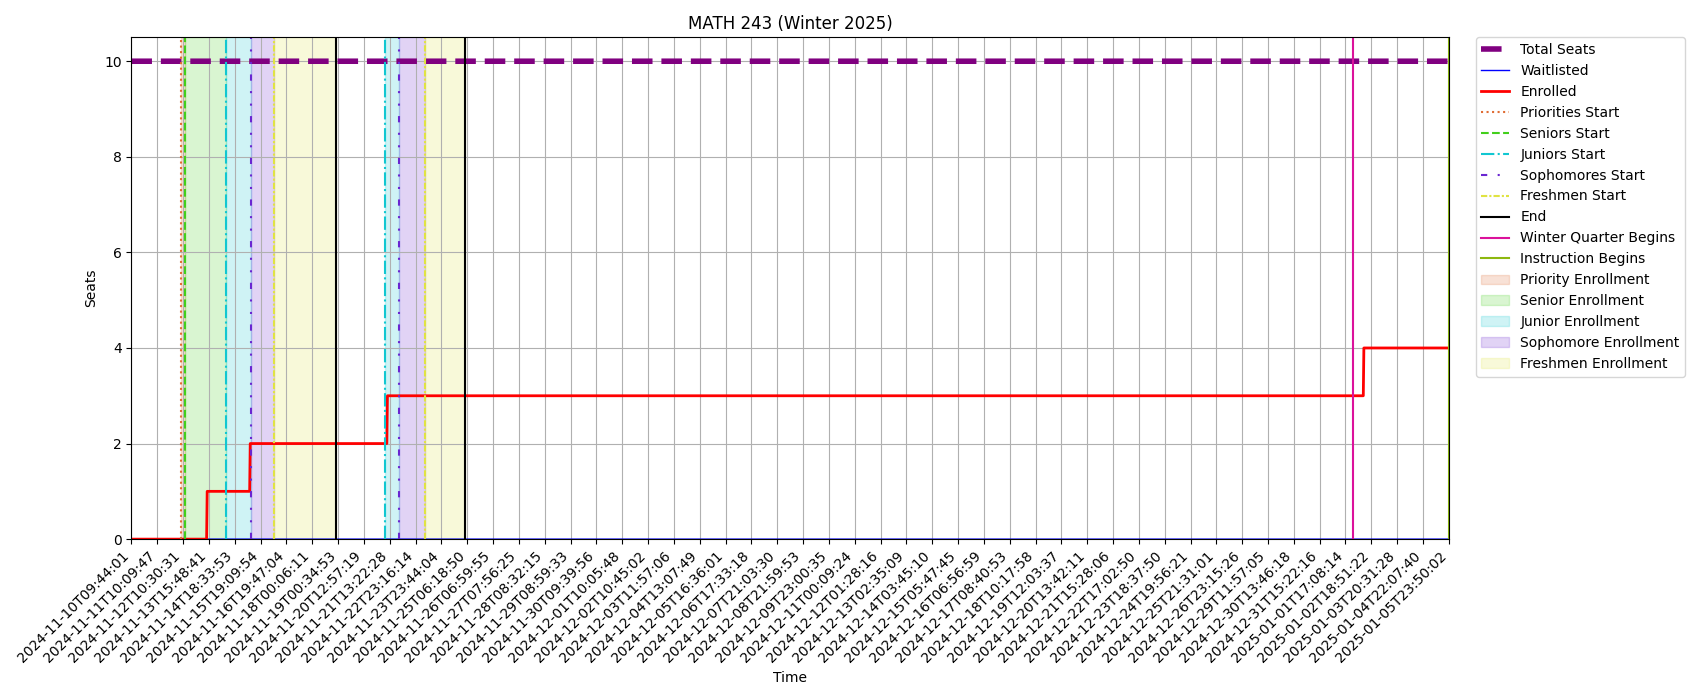 MATH 243 (Winter 2025)
10
8
6
4
2
0
Seats
2024-11-10T09:44:01
2024-11-11T10:09:47
2024-11-12T10:30:31
2024-11-13T15:48:41
2024-11-14T18:33:53
2024-11-15T19:09:54
2024-11-16T19:47:04
2024-11-18T00:06:11
2024-11-19T00:34:53
2024-11-20T12:57:19
2024-11-21T13:22:28
2024-11-22T23:16:14
2024-11-23T23:44:04
2024-11-25T06:18:50
2024-11-26T06:59:55
2024-11-27T07:56:25
2024-11-28T08:32:15
2024-11-29T08:59:33
2024-11-30T09:39:56
2024-12-01T10:05:48
2024-12-02T10:45:02
2024-12-03T11:57:06
2024-12-04T13:07:49
2024-12-05T16:36:01
2024-12-06T17:33:18
2024-12-07T21:03:30
2024-12-08T21:59:53
2024-12-09T23:00:35
2024-12-11T00:09:24
2024-12-12T01:28:16
2024-12-13T02:35:09
2024-12-14T03:45:10
2024-12-15T05:47:45
2024-12-16T06:56:59
2024-12-17T08:40:53
2024-12-18T10:17:58
2024-12-19T12:03:37
2024-12-20T13:42:11
2024-12-21T15:28:06
2024-12-22T17:02:50
2024-12-23T18:37:50
2024-12-24T19:56:21
2024-12-25T21:31:01
2024-12-26T23:15:26
2024-12-29T11:57:05
2024-12-30T13:46:18
2024-12-31T15:22:16
2025-01-01T17:08:14
2025-01-02T18:51:22
2025-01-03T20:31:28
2025-01-04T22:07:40
2025-01-05T23:50:02
Time
Total Seats
Waitlisted
Enrolled
Priorities Start
Seniors Start
Juniors Start
Sophomores Start
Freshmen Start
End
Winter Quarter Begins
Instruction Begins
Priority Enrollment
Senior Enrollment
Junior Enrollment
Sophomore Enrollment
Freshmen Enrollment